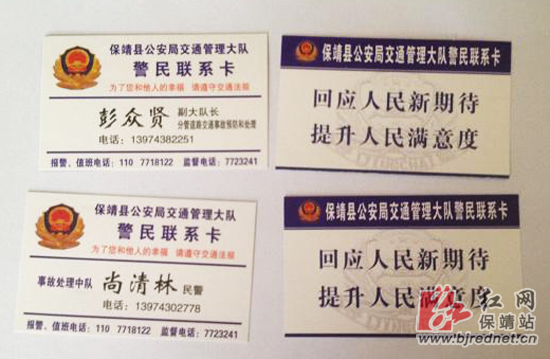 保靖县公安局交通管理大队
警民联系卡
为了您和他人的幸福 请遵守交通法规
彭众贤 副大队长
分管道路交通事故预防和处理
电话：13974382251
报警、值班电话：110 7718122 监督电话：7723241
保靖县公安局交通管理大队警民联系卡
回应人民新期待
提升人民满意度
保靖县公安局交通管理大队
警民联系卡
为了您和他人的幸福 请遵守交通法规
事故处理中队 尚清林 民警
电话：13974302778
报警、值班电话：110 7718122 监督电话：7723241
保靖县公安局交通管理大队警民联系卡
回应人民新期待
提升人民满意度
红网
保靖站
www.bjrednet.cn